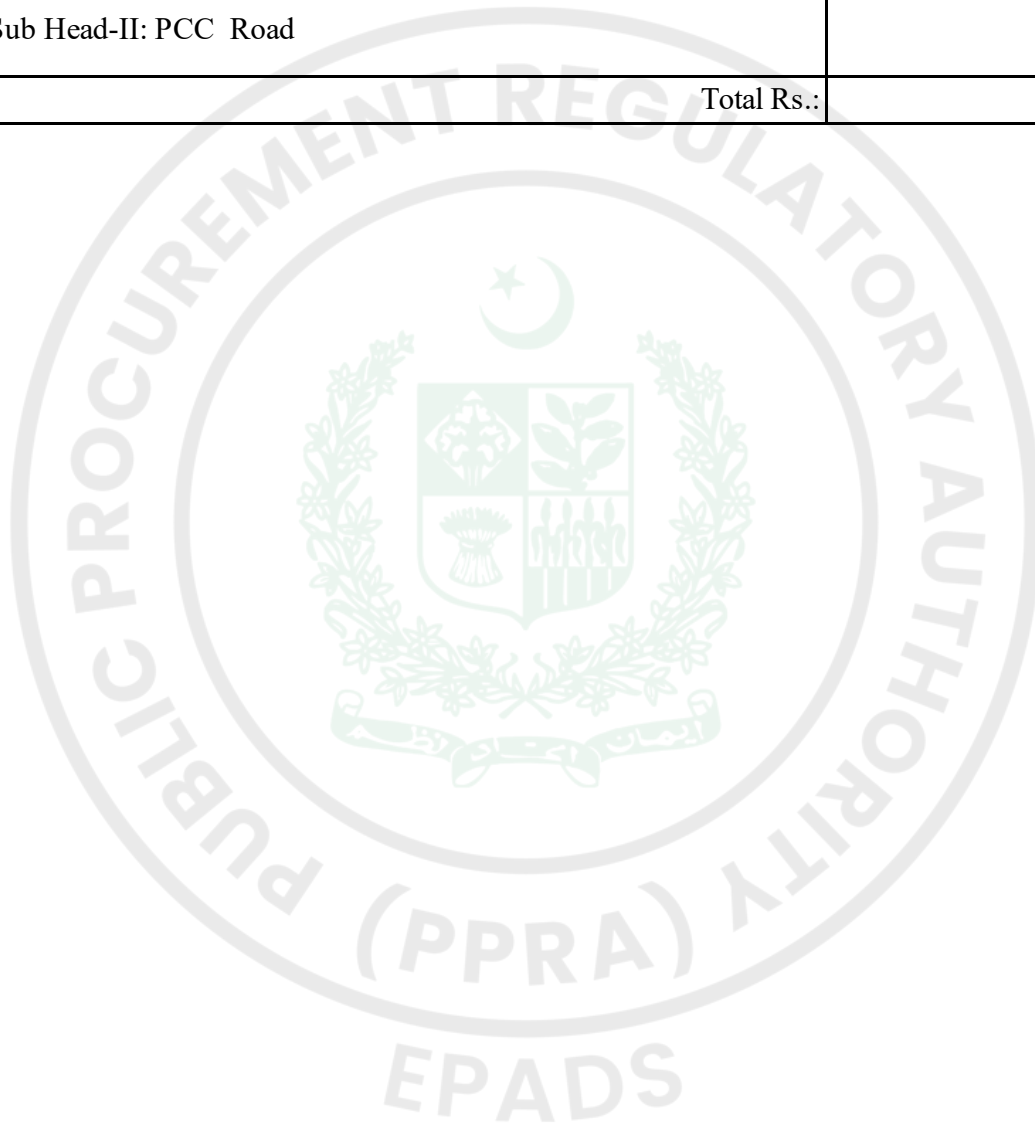 Sub Head-II: PCC Road
Total Rs.:
PUBLIC PROCUREMENT REGULATORY AUTHORITY
(PPRA)
EPADS